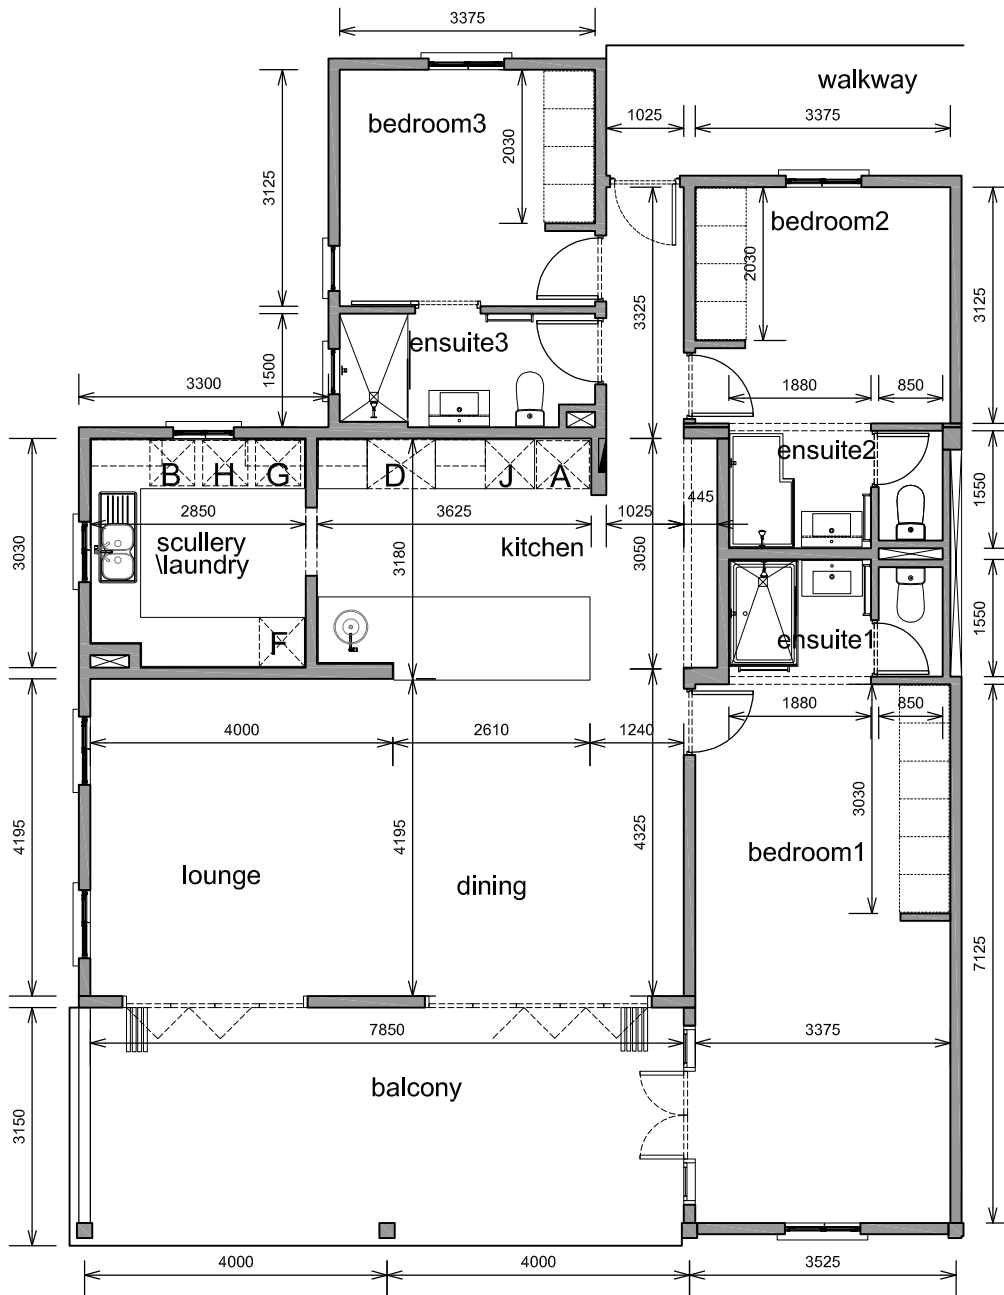 3375
walkway
bedroom3
1025
3375
2030
3125
bedroom2
2030
3125
3325
ensuite3
1500
3300
1880
850
ensuite2
B
H
G
D
J
A
445
2850
3625
1025
1550
3030
scullery
\laundry
kitchen
3180
3050
1550
F
ensuite1
1880
850
4000
2610
1240
3030
4195
4195
4325
bedroom1
lounge
dining
7125
7850
3375
balcony
3150
4000
4000
3525